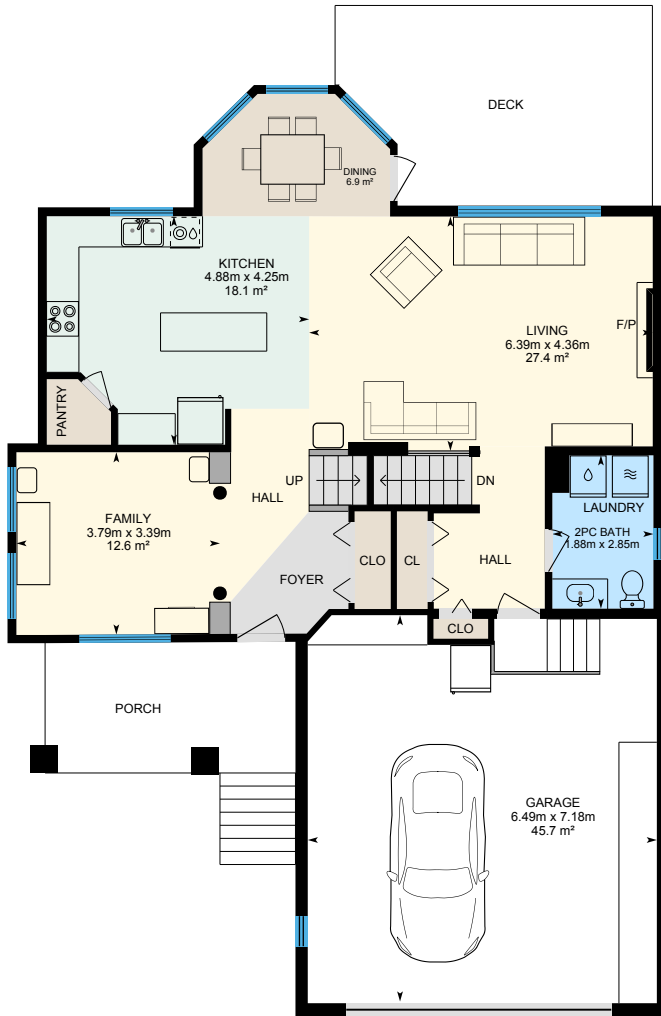 DECK
DINING
6.9 m²
KITCHEN
4.88m x 4.25m
18.1 m²
LIVING
6.39m x 4.36m
27.4 m²
F/P
PANTRY
UP
DN
HALL
LAUNDRY
FAMILY
3.79m x 3.39m
12.6 m²
2PC BATH
1.88m x 2.85m
CLO
CL
HALL
FOYER
CLO
PORCH
GARAGE
6.49m x 7.18m
45.7 m²